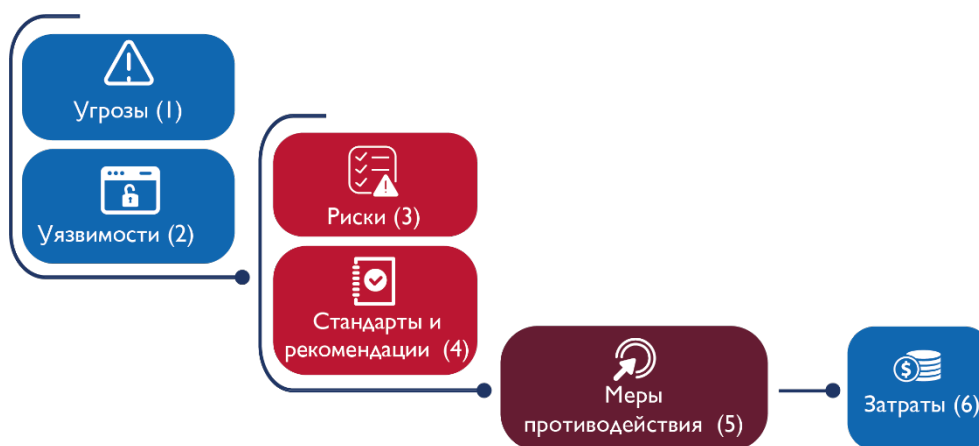 Угрозы (1)
Уязвимости (2)
Риски (3)
Стандарты и
рекомендации (4)
Меры
противодействия (5)
$
Затраты (6)